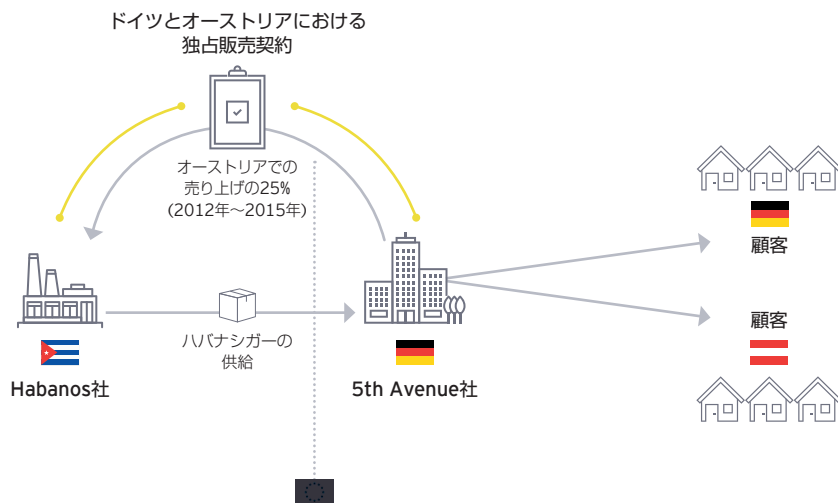 ドイツとオーストリアにおける
独占販売契約
オーストリアでの
売り上げの25%
(2012年～2015年)
顧客
ハバナシガーの
供給
顧客
Habanos社
5th Avenue社